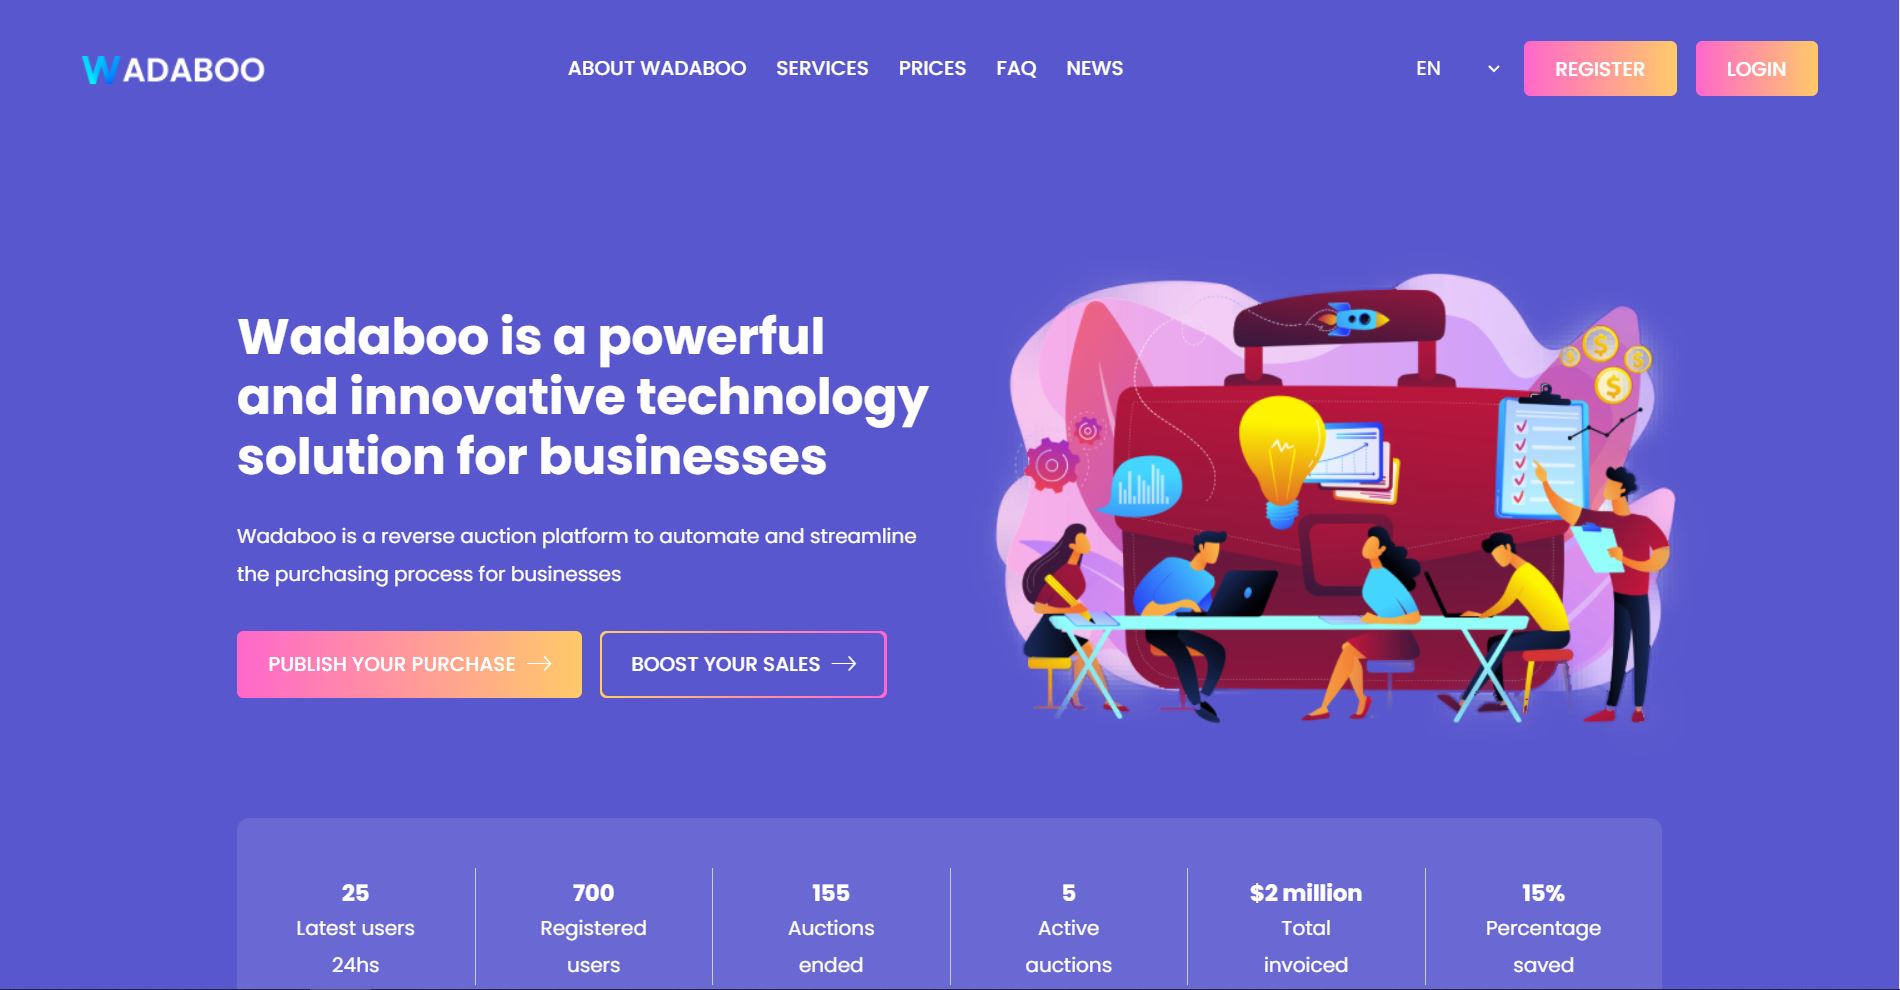 WADABOO
ABOUT WADABOO SERVICES PRICES FAQ NEWS
EN
REGISTER
LOGIN
Wadaboo is a powerful
and innovative technology
solution for businesses
Wadaboo is a reverse auction platform to automate and streamline
the purchasing process for businesses
PUBLISH YOUR PURCHASE
BOOST YOUR SALES
25
Latest users
24hs
700
Registered
users
155
Auctions
ended
5
Active
auctions
$2 million
Total
invoiced
15%
Percentage
saved